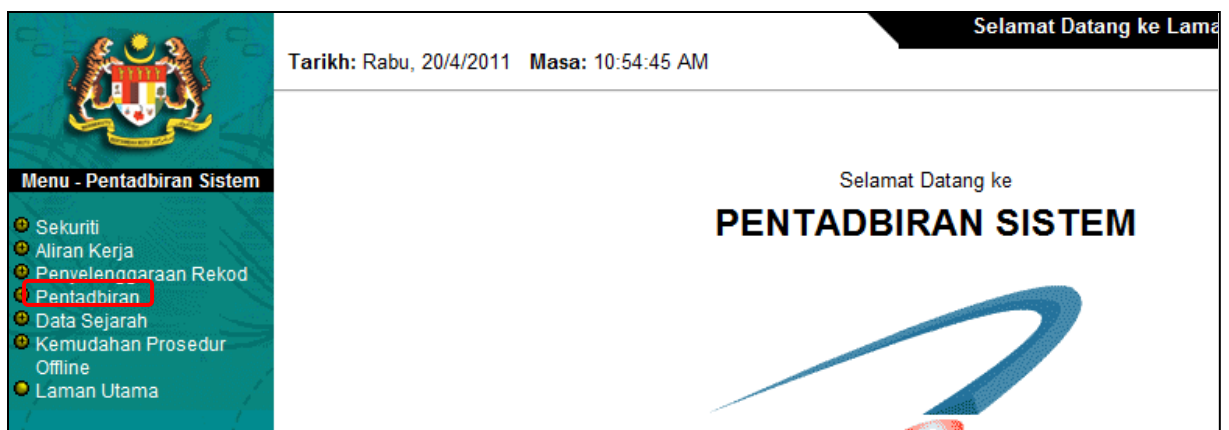 Selamat Datang ke Lama
Tarikh: Rabu, 20/4/2011 Masa: 10:54:45 AM
Menu - Pentadbiran Sistem
Sekuriti
Aliran Kerja
Penyelenggaraan Rekod
Pentadbiran
Data Sejarah
Kemudahan Prosedur
Offline
Laman Utama
Selamat Datang ke
PENTADBIRAN SISTEM